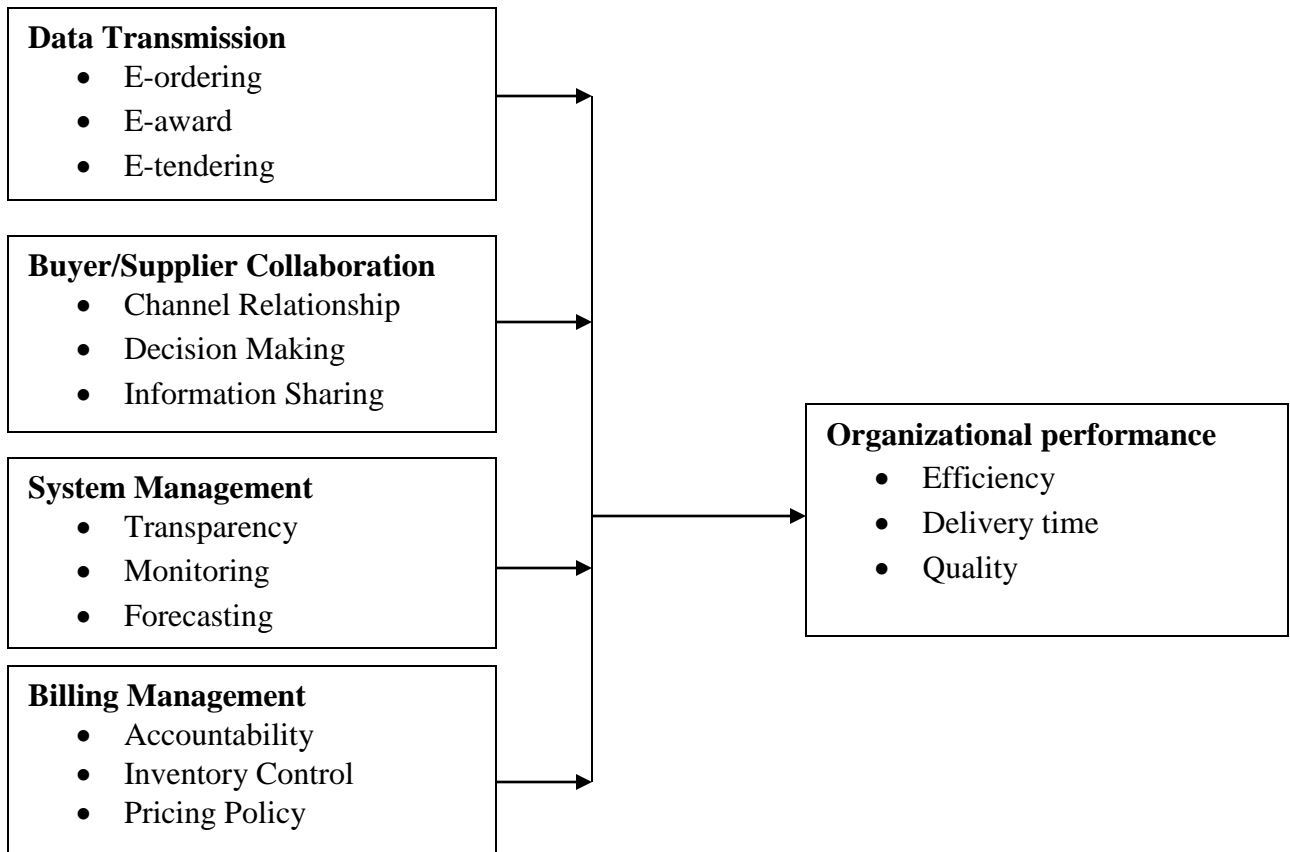 Data Transmission
• E-ordering
• E-award
• E-tendering
Buyer/Supplier Collaboration
• Channel Relationship
• Decision Making
• Information Sharing
System Management
• Transparency
• Monitoring
• Forecasting
Billing Management
• Accountability
• Inventory Control
• Pricing Policy
Organizational performance
• Efficiency
• Delivery time
• Quality